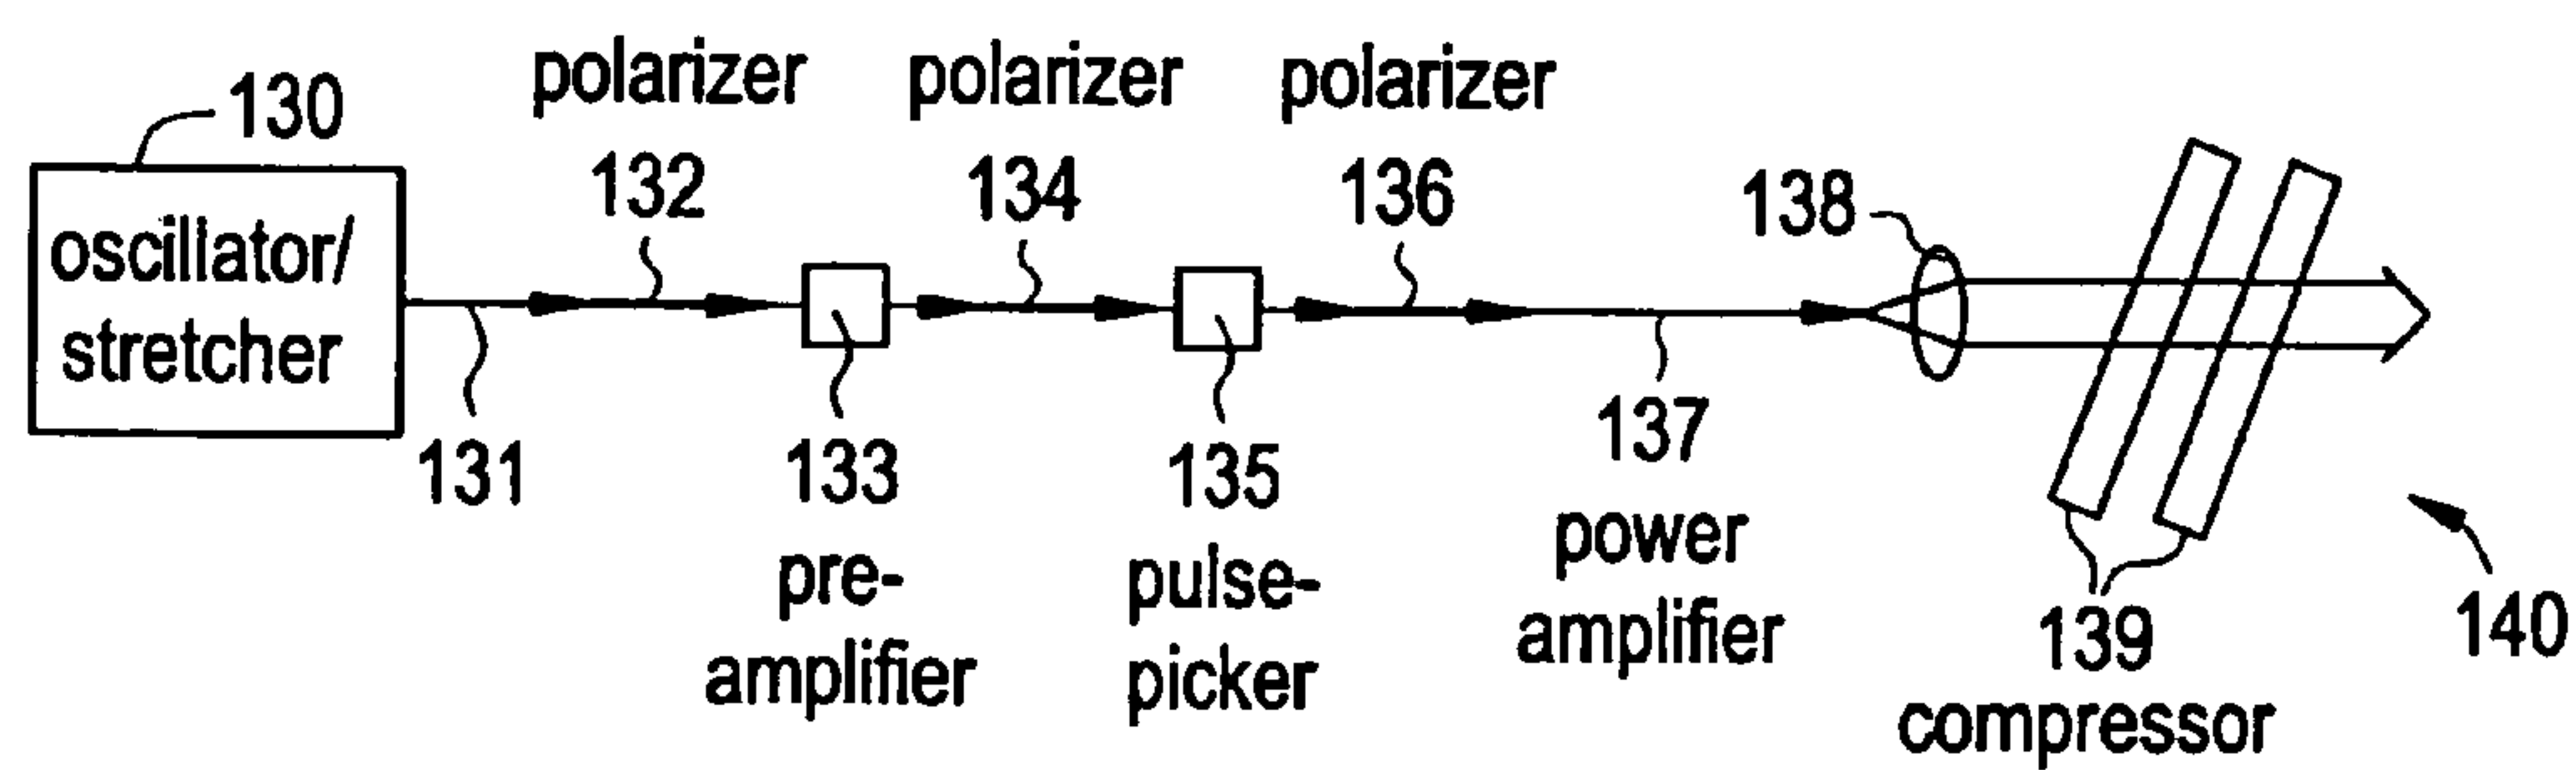 130
oscillator/
stretcher
131
polarizer
132
133
pre-
amplifier
polarizer
134
135
pulse-
picker
polarizer
136
137
power
amplifier
138
139
compressor
140